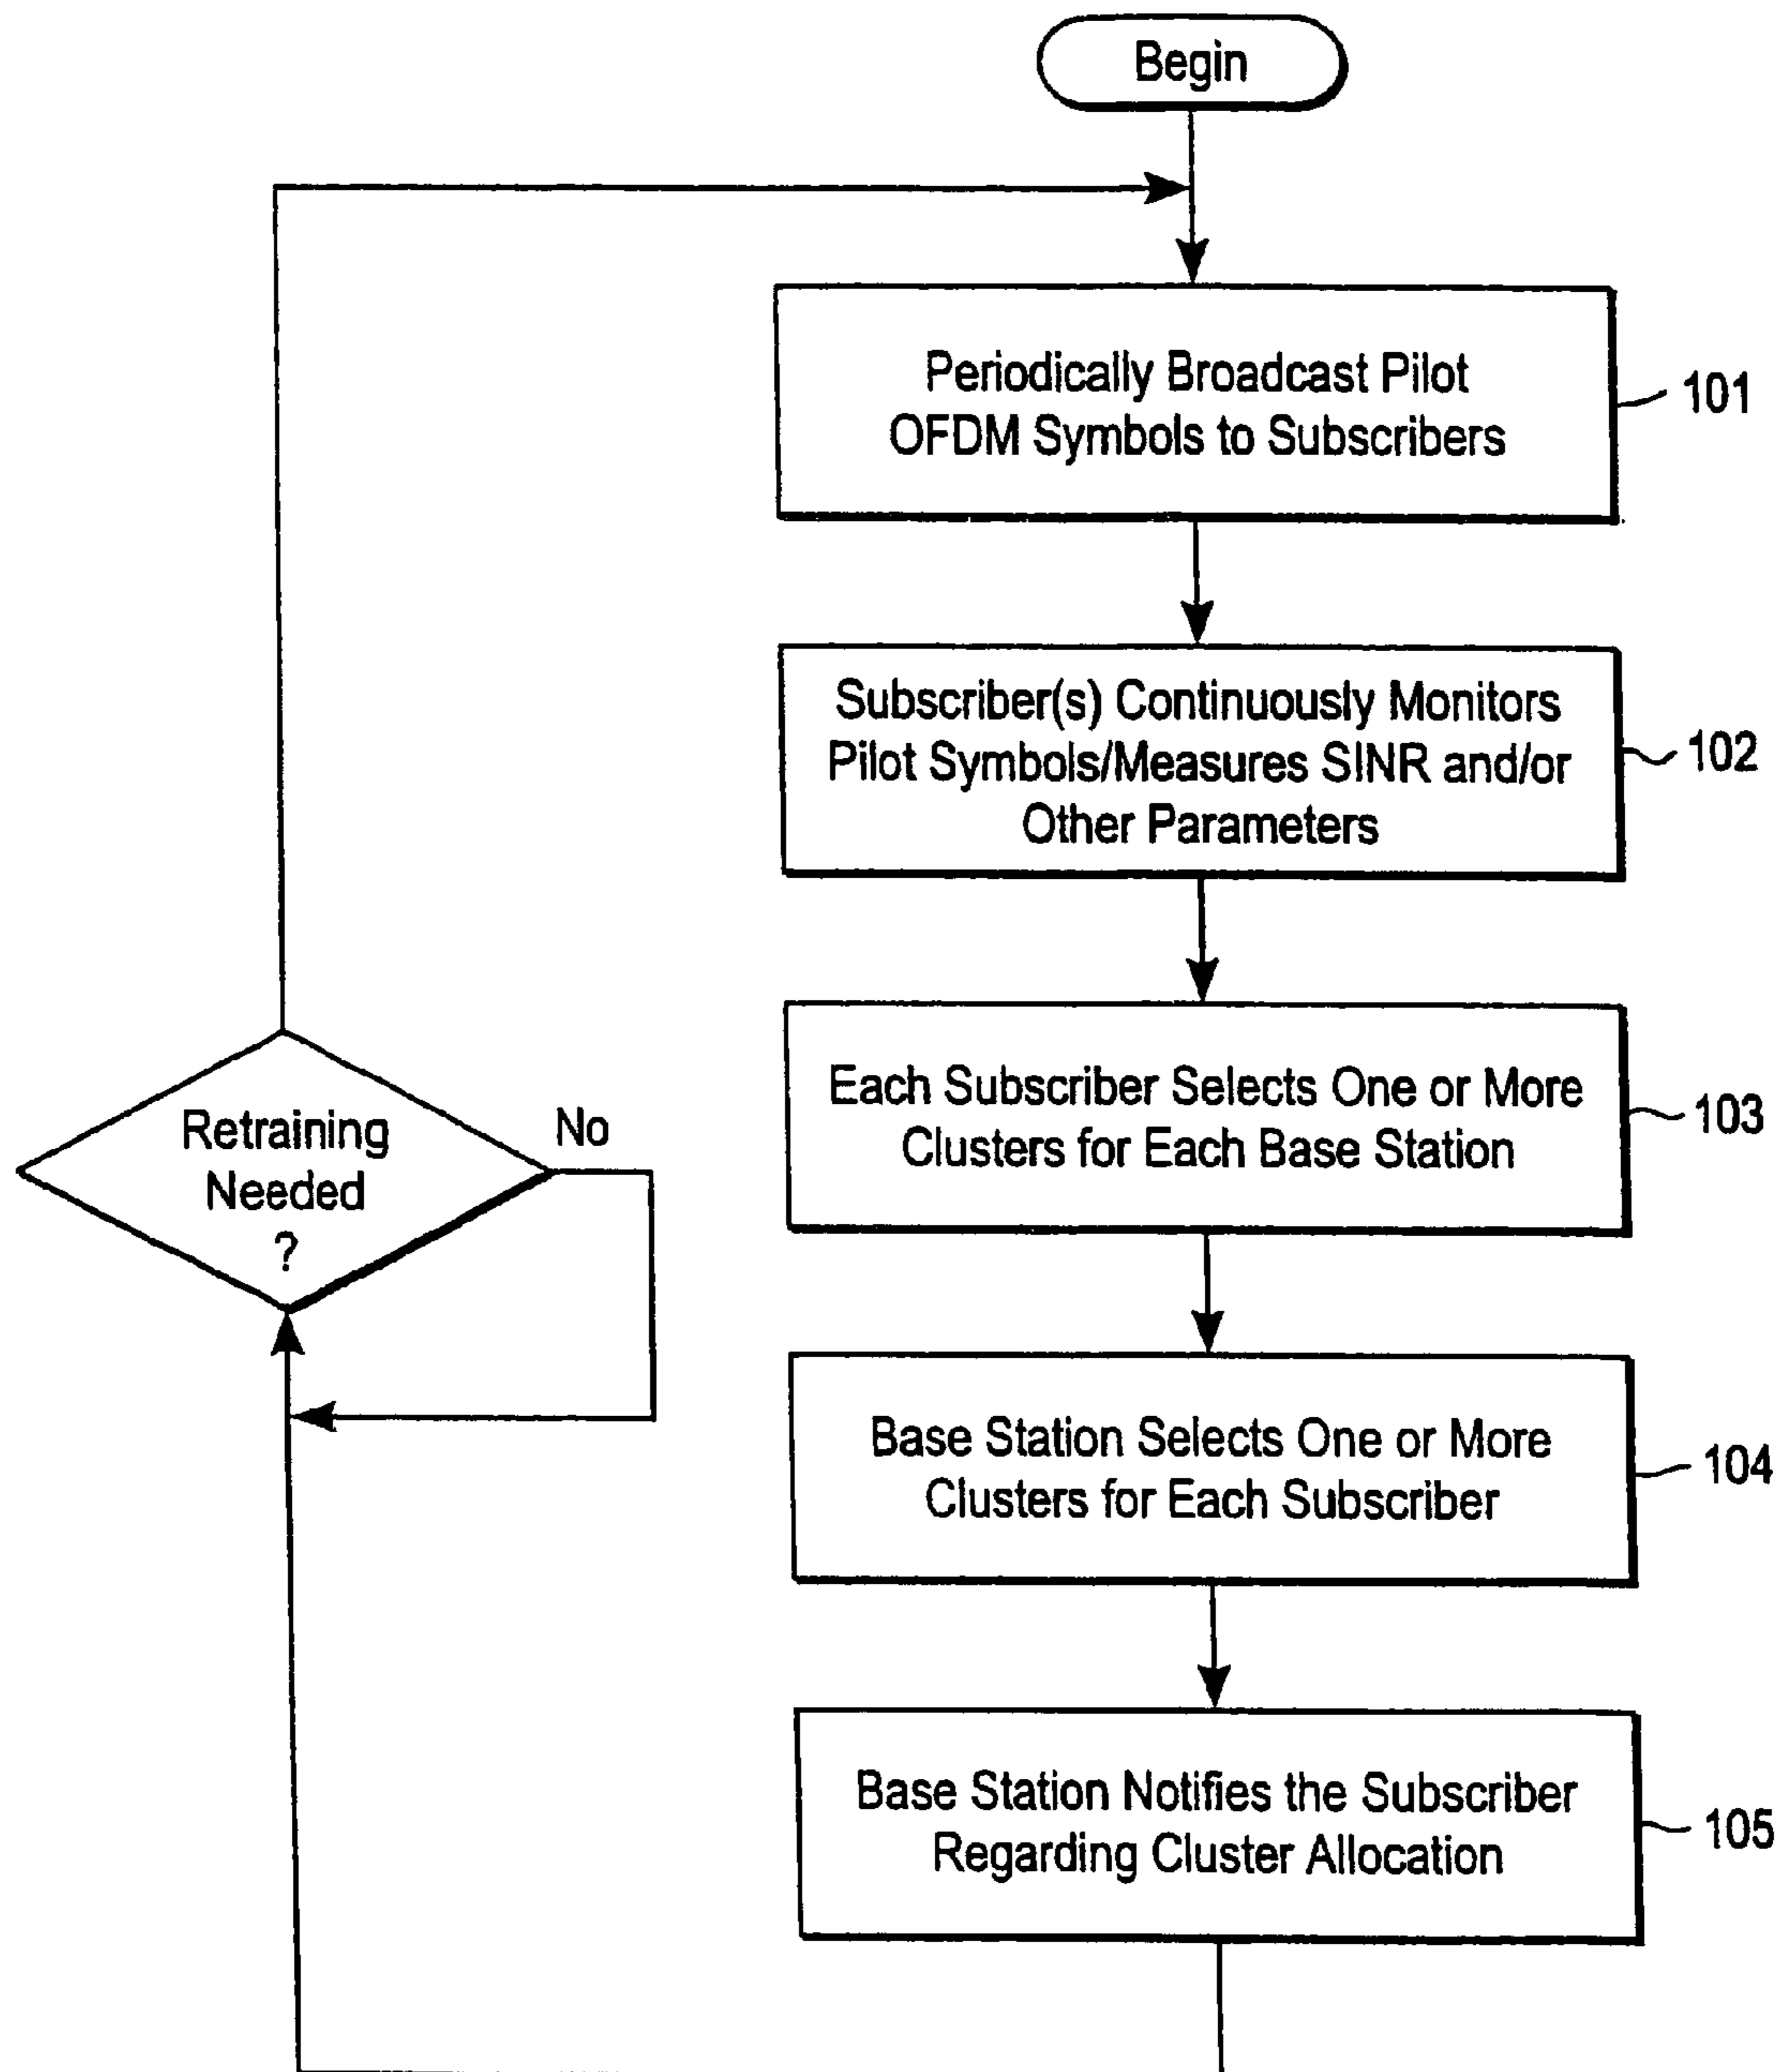 Begin
Periodically Broadcast Pilot
OFDM Symbols to Subscribers
101
Subscriber(s) Continuously Monitors
Pilot Symbols/Measures SINR and/or
Other Parameters
102
Each Subscriber Selects One or More
Clusters for Each Base Station
103
Retraining
Needed
?
No
Base Station Selects One or More
Clusters for Each Subscriber
104
Base Station Notifies the Subscriber
Regarding Cluster Allocation
105